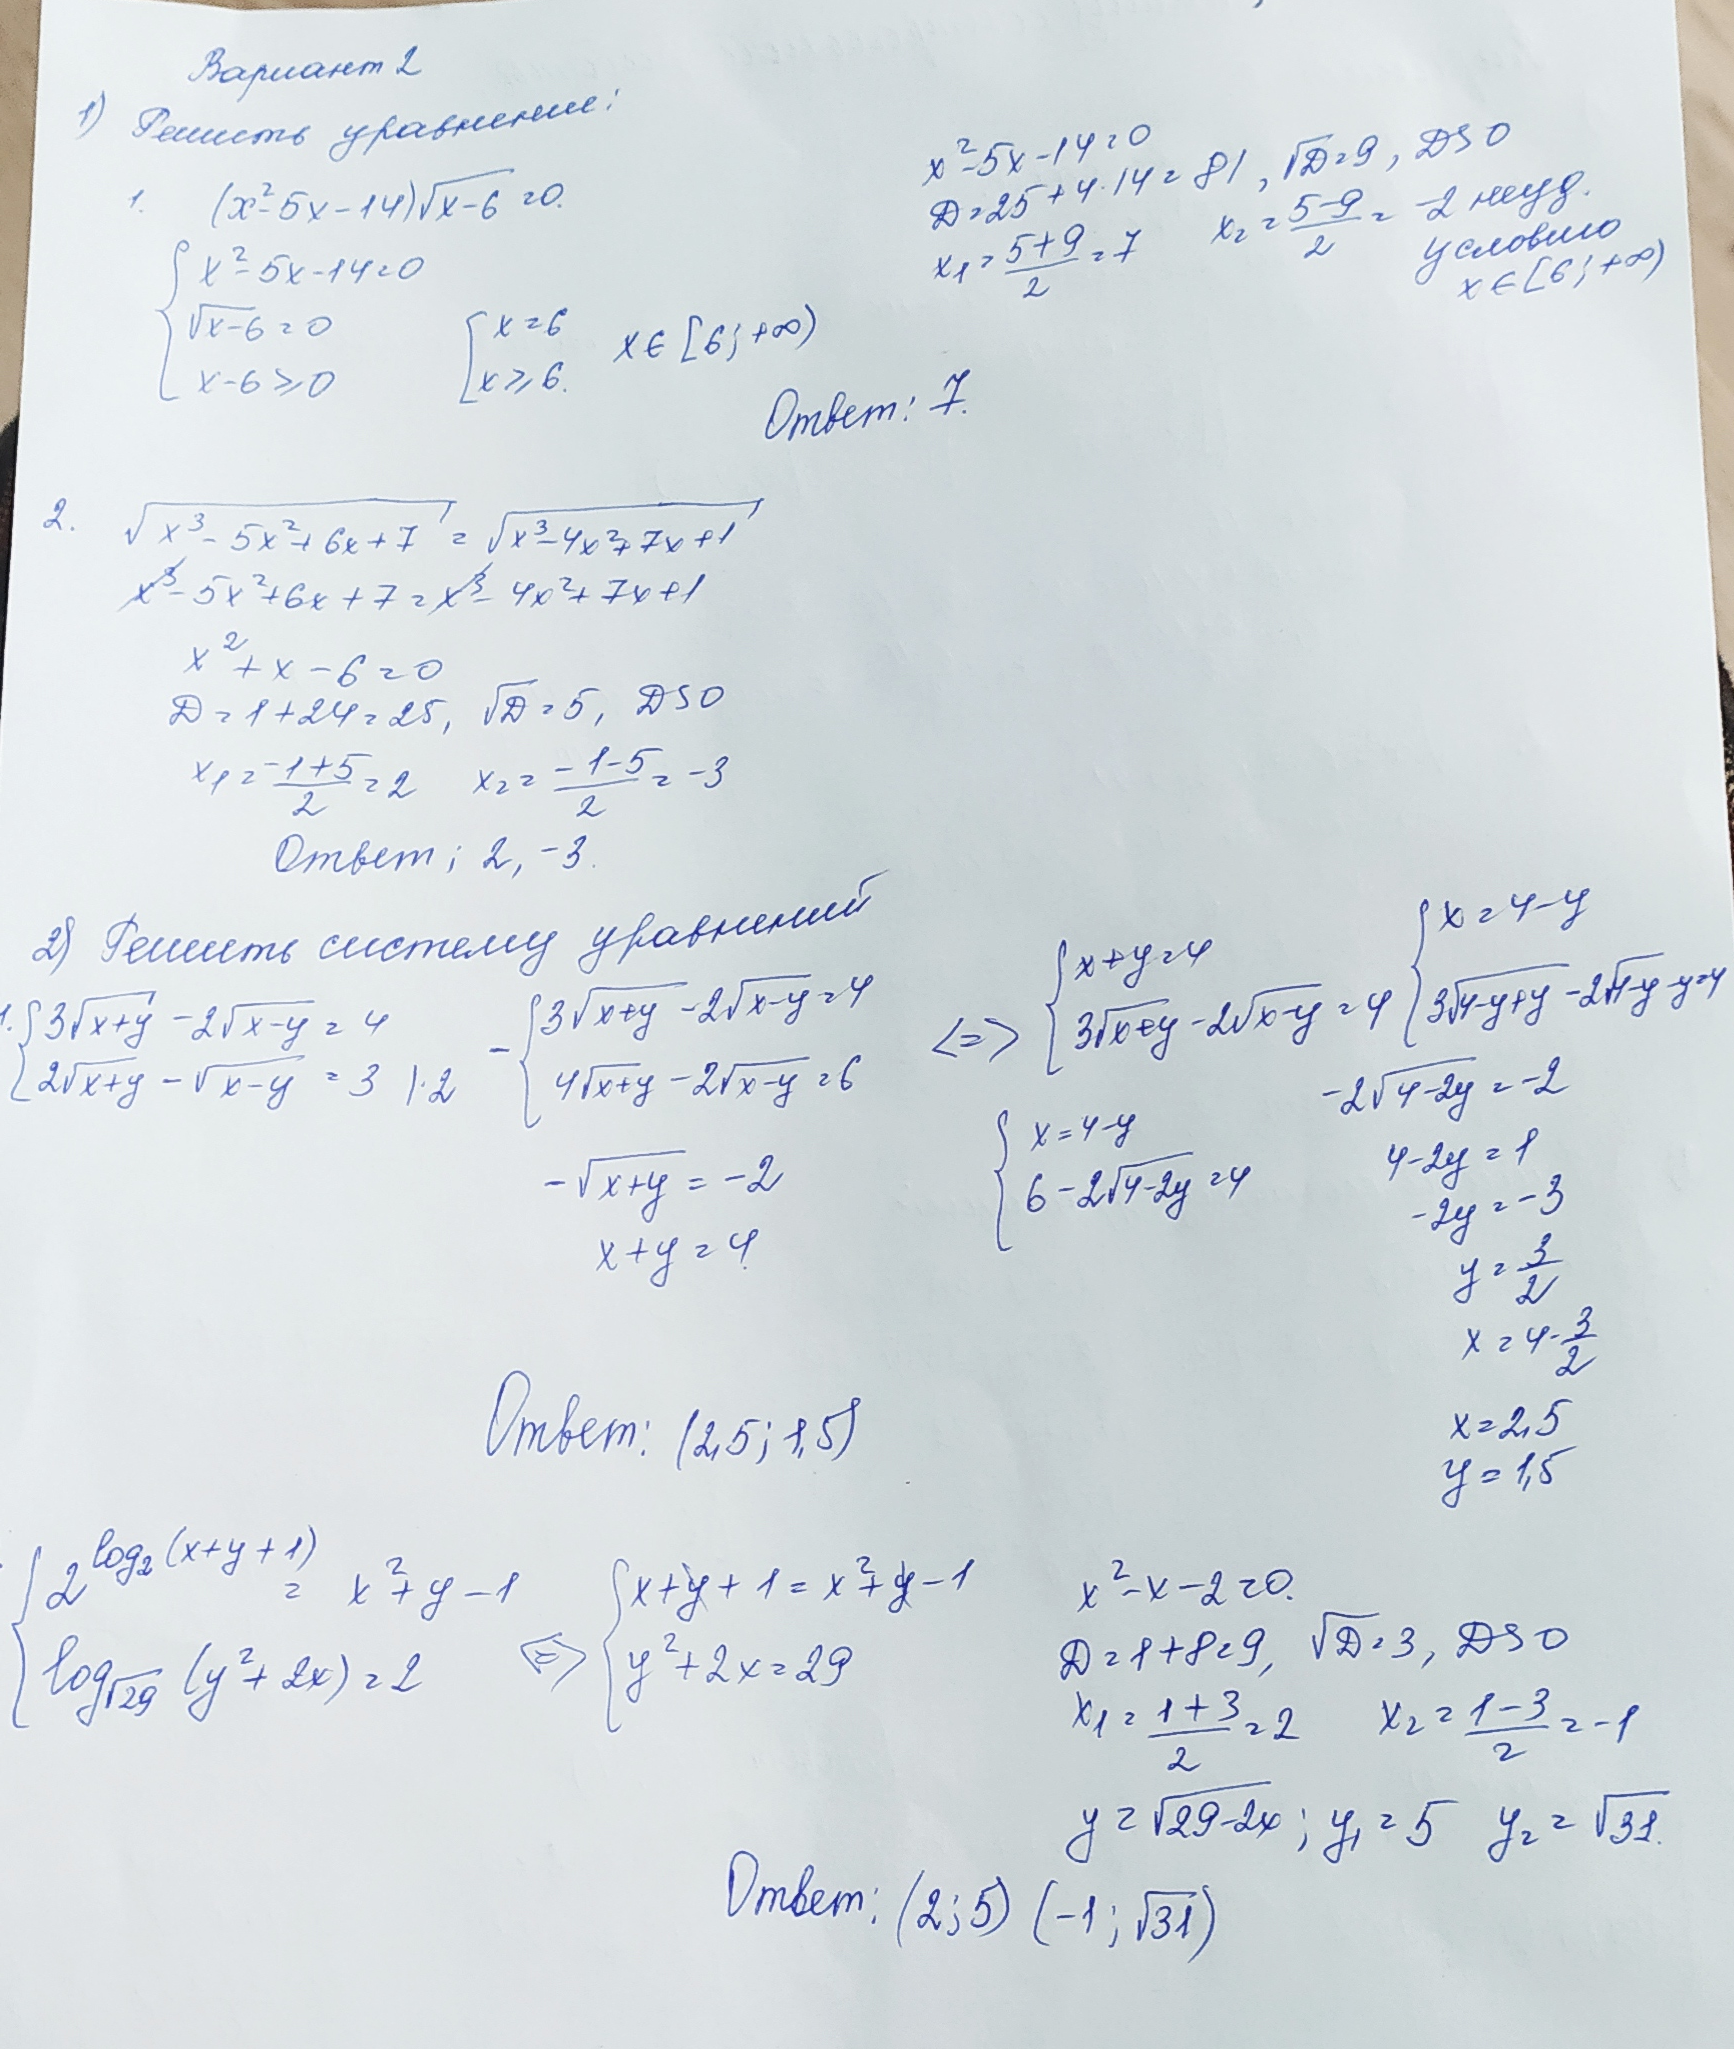 Вариант 2
1) Решить уравнение:
1. (x²-5x-14)√(x-6) = 0.
{ x²-5x-14=0
√(x-6) = 0
x-6 ≥ 0
[ x=6
x ≥ 6.
x ∈ [6; +∞)
x²-5x-14=0
D=25+4·14=81, √D=9, D>0
x₁ = (5+9)/2 = 7 x₂ = (5-9)/2 = -2 неуд.
условию
x ∈ [6; +∞)
Ответ: 7.
2. √(x³-5x²+6x+7) = √(x³-4x²+7x+1)
x³-5x²+6x+7 = x³-4x²+7x+1
x²+x-6=0
D=1+24=25, √D=5, D>0
x₁ = (-1+5)/2 = 2 x₂ = (-1-5)/2 = -3
Ответ; 2, -3.
2) Решить систему уравнений
1. { 3√(x+y) - 2√(x-y) = 4
2√(x+y) - √(x-y) = 3 |·2
- { 3√(x+y) - 2√(x-y) = 4
4√(x+y) - 2√(x-y) = 6
-√(x+y) = -2
x+y = 4.
<=> { x+y=4
3√(x+y) - 2√(x-y) = 4
{ x=4-y
3√(4-y+y) - 2√(4-y-y)=4
{ x=4-y
6-2√(4-2y)=4
-2√(4-2y) = -2
4-2y = 1
-2y = -3
y = 3/2
x = 4-3/2
x = 2,5
y = 1,5
Ответ: (2,5; 1,5)
{ 2^(log₂(x+y+1)) = x²+y-1
log_√29 (y²+2x) = 2
<=> { x+y+1 = x²+y-1
y²+2x=29
x²-x-2=0.
D=1+8=9, √D=3, D>0
x₁ = (1+3)/2 = 2 x₂ = (1-3)/2 = -1
y = √(29-2x); y₁=5 y₂=√31.
Ответ: (2; 5) (-1; √31)